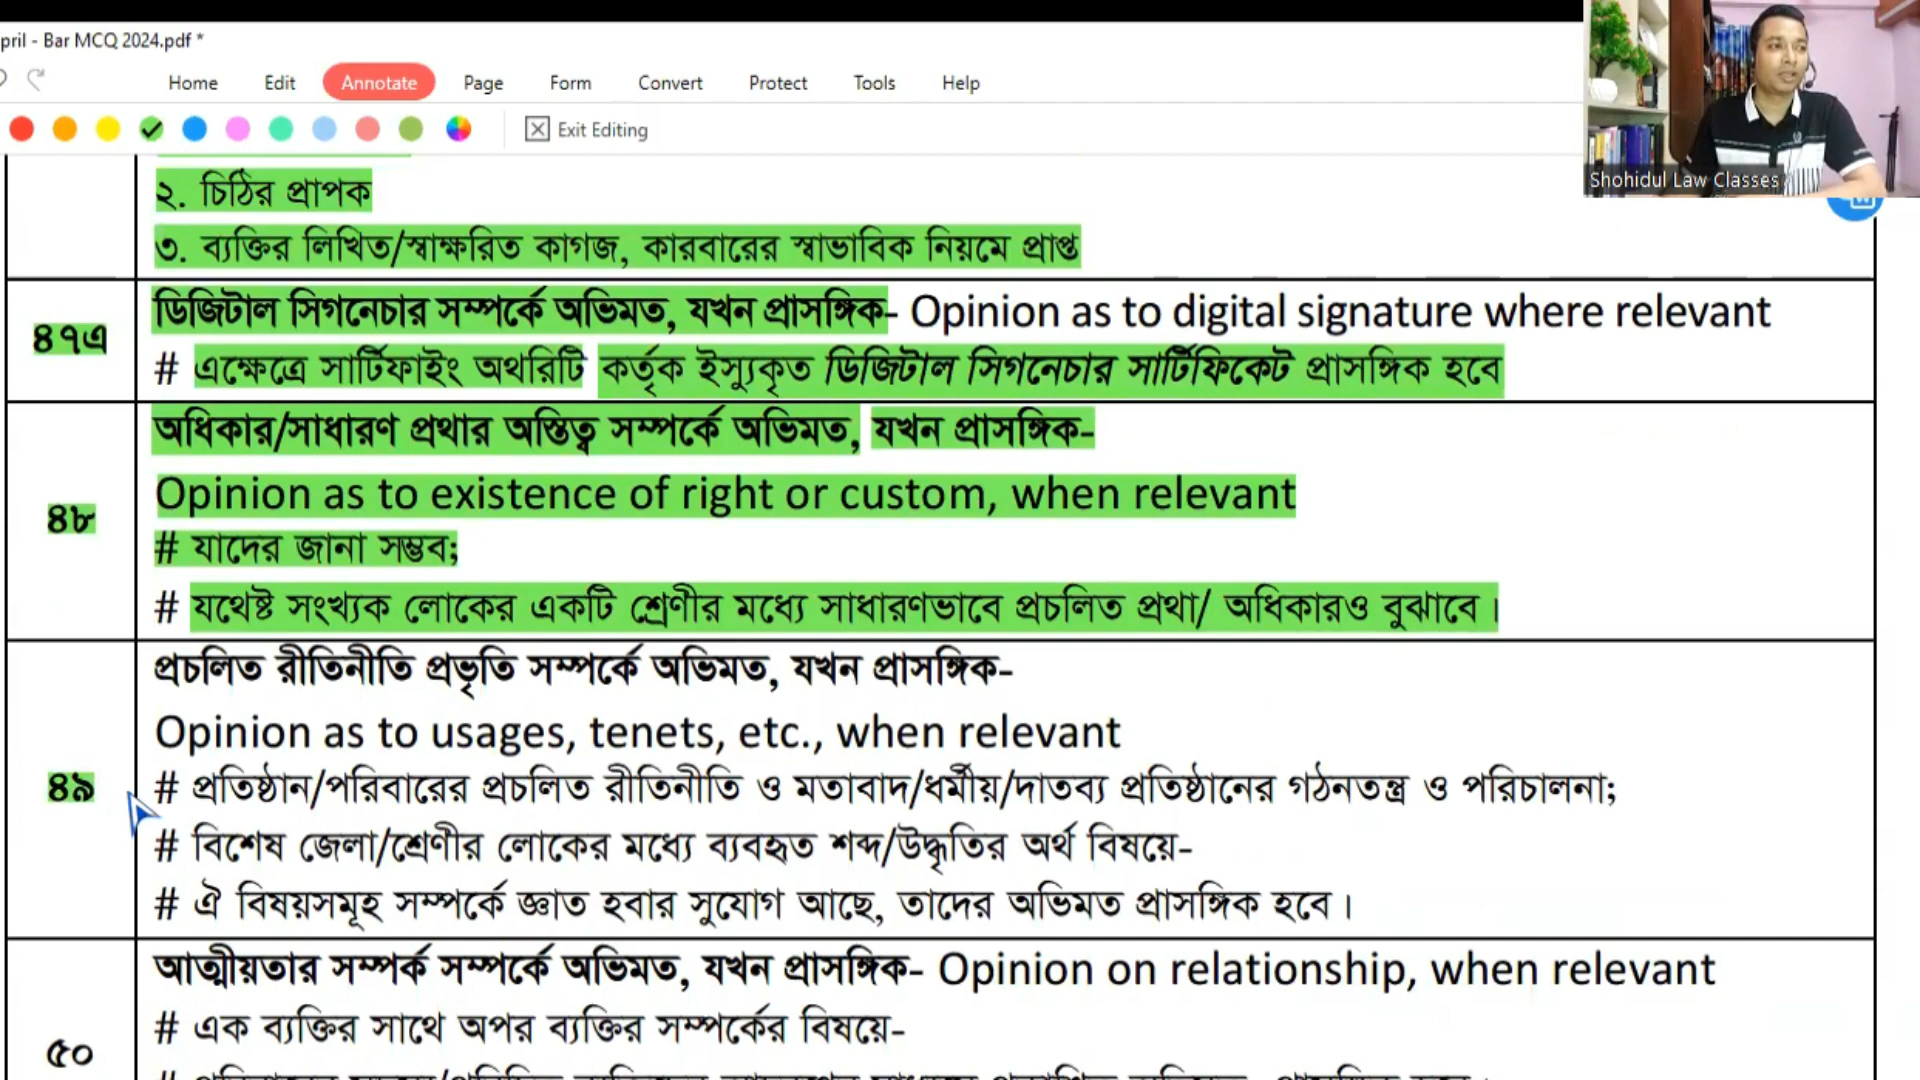 pril - Bar MCQ 2024.pdf *
Home Edit Annotate Page Form Convert Protect Tools Help
Exit Editing
Shohidul Law Classes
২. চিঠির প্রাপক
৩. ব্যক্তির লিখিত/স্বাক্ষরিত কাগজ, কারবারের স্বাভাবিক নিয়মে প্রাপ্ত
৪৭এ
ডিজিটাল সিগনেচার সম্পর্কে অভিমত, যখন প্রাসঙ্গিক- Opinion as to digital signature where relevant
# এক্ষেত্রে সার্টিফাইং অথরিটি কর্তৃক ইস্যুকৃত ডিজিটাল সিগনেচার সার্টিফিকেট প্রাসঙ্গিক হবে
৪৮
অধিকার/সাধারণ প্রথার অস্তিত্ব সম্পর্কে অভিমত, যখন প্রাসঙ্গিক-
Opinion as to existence of right or custom, when relevant
# যাদের জানা সম্ভব;
# যথেষ্ট সংখ্যক লোকের একটি শ্রেণীর মধ্যে সাধারণভাবে প্রচলিত প্রথা/ অধিকারও বুঝাবে।
৪৯
প্রচলিত রীতিনীতি প্রভৃতি সম্পর্কে অভিমত, যখন প্রাসঙ্গিক-
Opinion as to usages, tenets, etc., when relevant
# প্রতিষ্ঠান/পরিবারের প্রচলিত রীতিনীতি ও মতাবাদ/ধর্মীয়/দাতব্য প্রতিষ্ঠানের গঠনতন্ত্র ও পরিচালনা;
# বিশেষ জেলা/শ্রেণীর লোকের মধ্যে ব্যবহৃত শব্দ/উদ্ধৃতির অর্থ বিষয়ে-
# ঐ বিষয়সমূহ সম্পর্কে জ্ঞাত হবার সুযোগ আছে, তাদের অভিমত প্রাসঙ্গিক হবে।
৫০
আত্মীয়তার সম্পর্ক সম্পর্কে অভিমত, যখন প্রাসঙ্গিক- Opinion on relationship, when relevant
# এক ব্যক্তির সাথে অপর ব্যক্তির সম্পর্কের বিষয়ে-